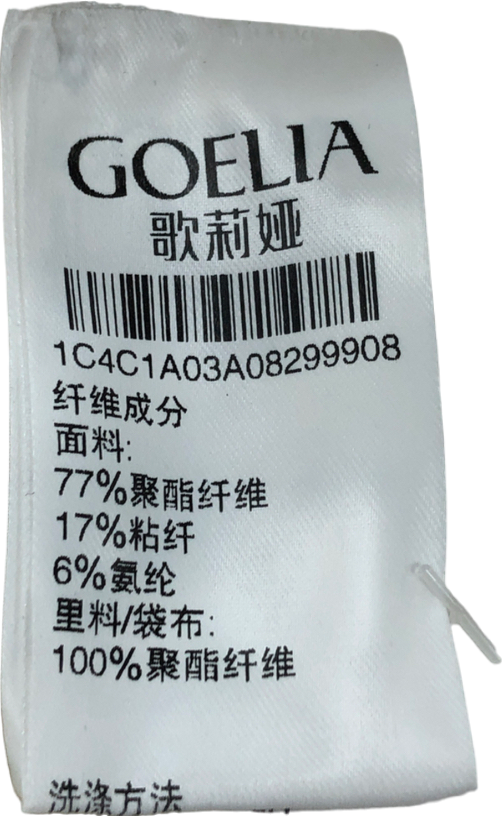 GOELIA
歌莉娅
1C4C1A03A08299908
纤维成分
面料:
77%聚酯纤维
17%粘纤
6%氨纶
里料/袋布:
100%聚酯纤维
洗涤方法